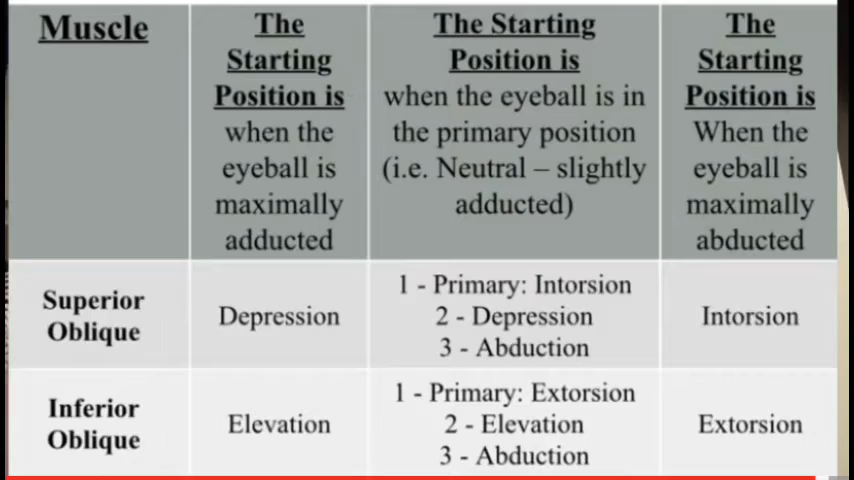 Muscle
The
Starting
Position is
when the
eyeball is
maximally
adducted
The Starting
Position is
when the eyeball is in
the primary position
(i.e. Neutral – slightly
adducted)
The
Starting
Position is
When the
eyeball is
maximally
abducted
Superior
Oblique
Depression
1 - Primary: Intorsion
2 - Depression
3 - Abduction
Intorsion
Inferior
Oblique
Elevation
1 - Primary: Extorsion
2 - Elevation
3 - Abduction
Extorsion